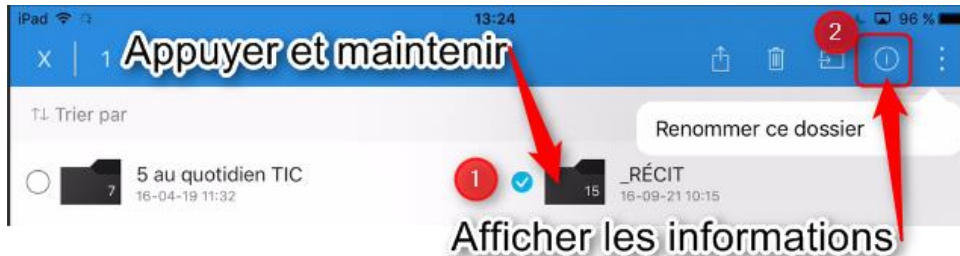 iPad 13:24 96 %
2
X 1 Appuyer et maintenir
↑↓ Trier par
Renommer ce dossier
7 5 au quotidien TIC
16-04-19 11:32
1
15 _RÉCIT
16-09-21 10:15
Afficher les informations